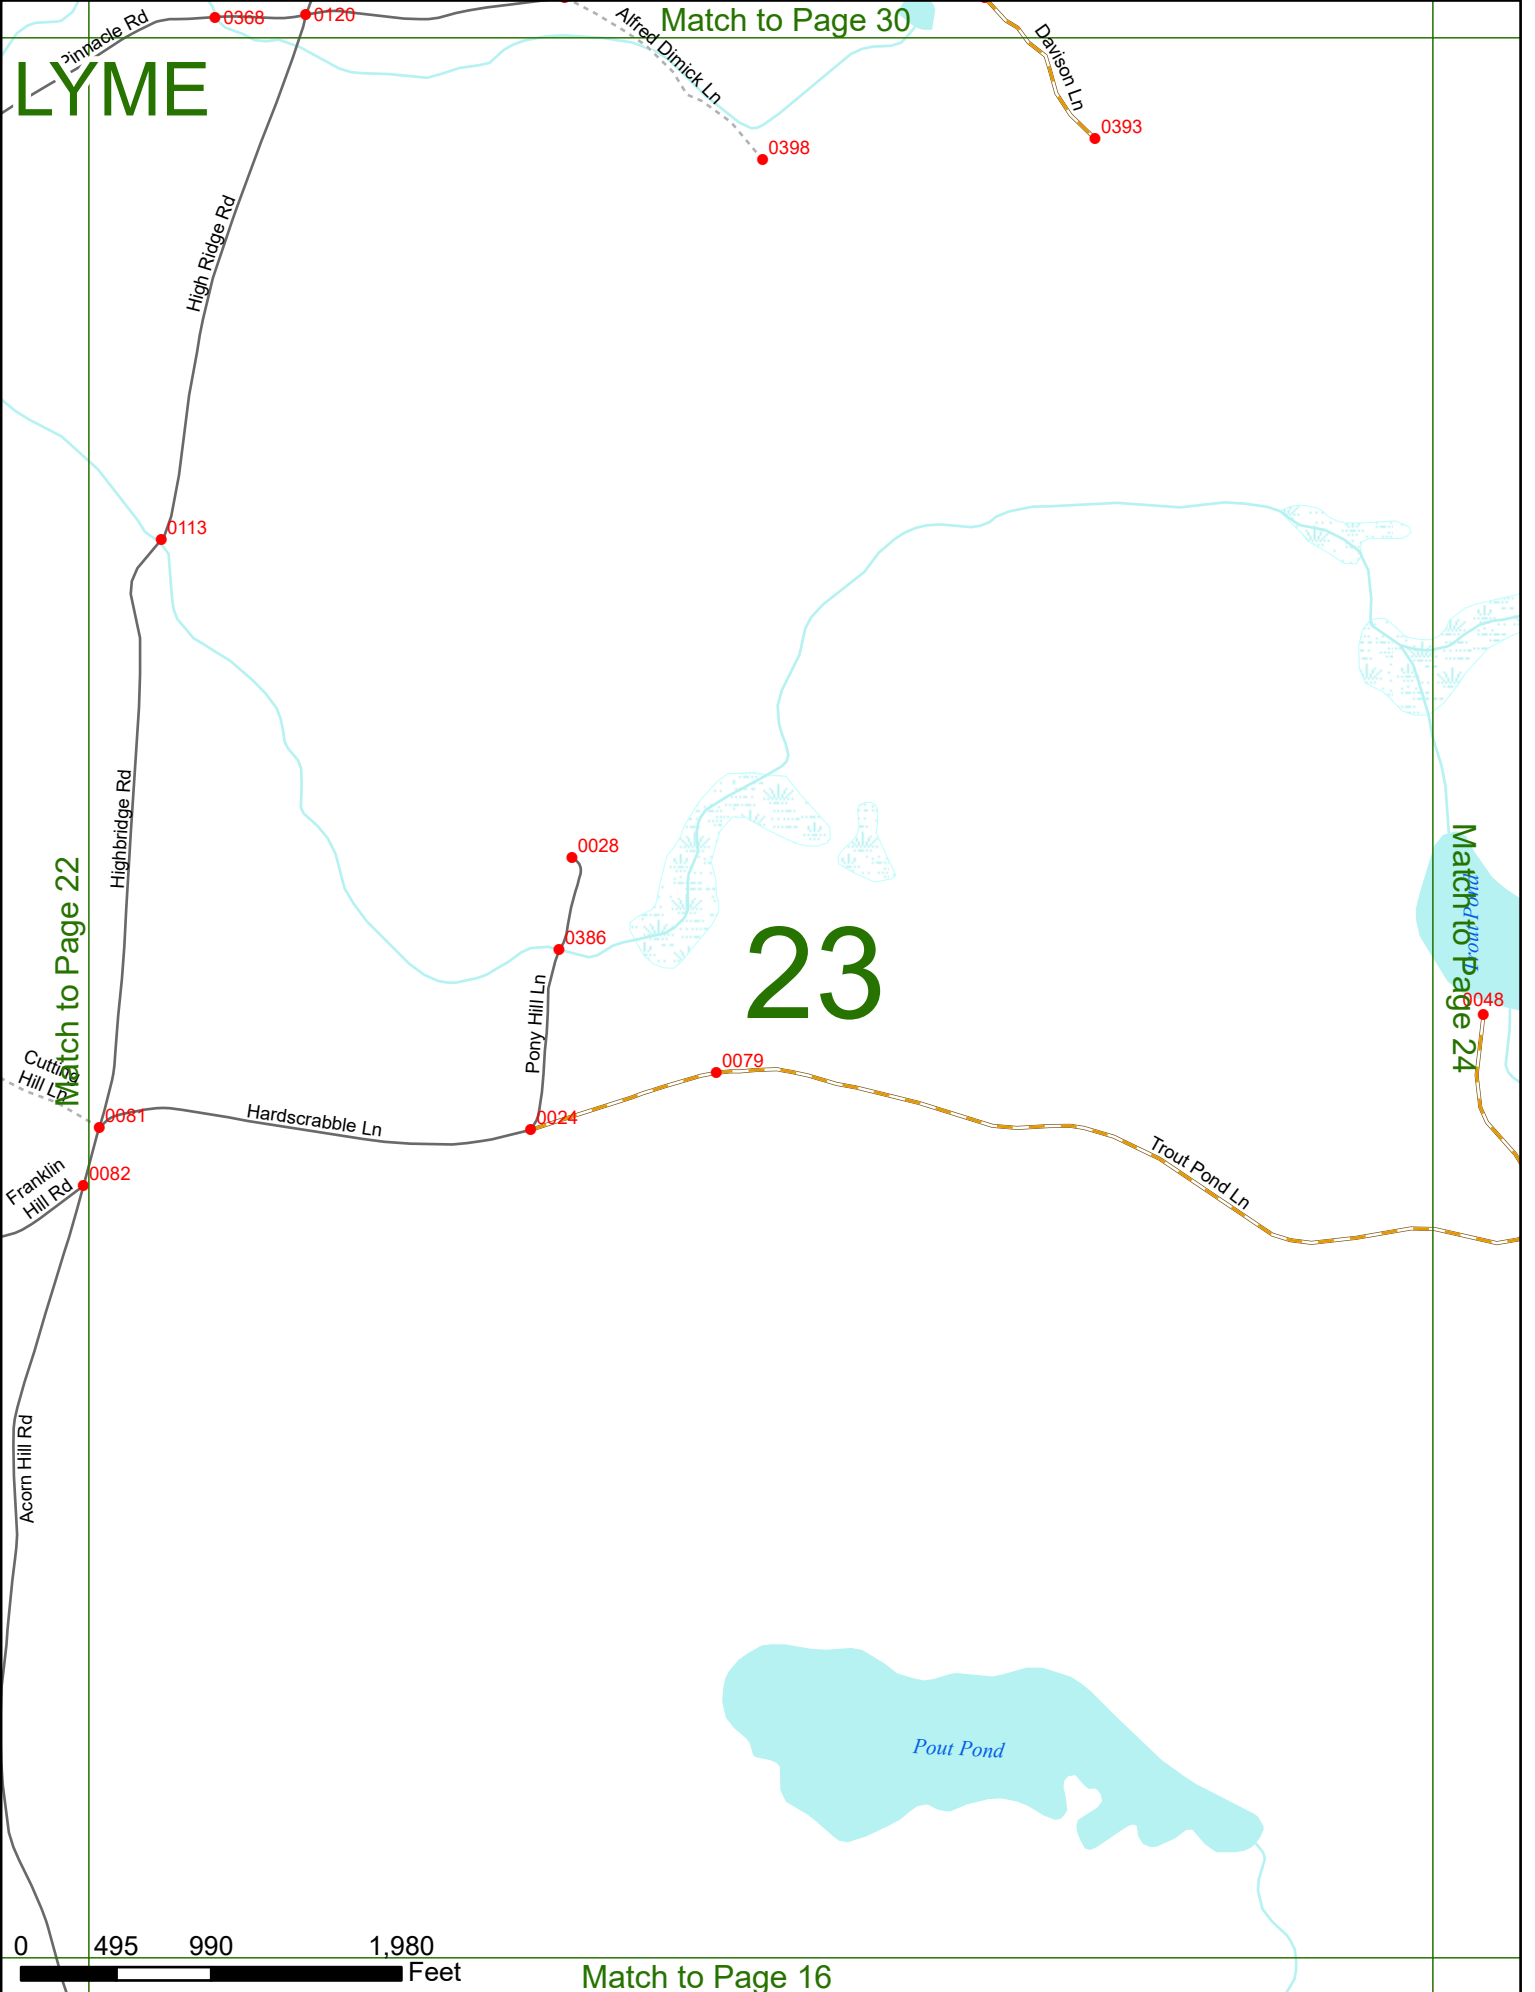 Match to Page 30
Pinnacle Rd
0368
0120
Alfred Dimick Ln
Davison Ln
LYME
0393
0398
High Ridge Rd
0113
Highbridge Rd
0028
0386
23
Match to Page 22
Match to Page 24
Trout Pond
0048
Pony Hill Ln
Cutting
Hill Ln
0079
0081
Hardscrabble Ln
0024
Franklin
Hill Rd
0082
Trout Pond Ln
Acorn Hill Rd
Pout Pond
0 495 990 1,980
Feet
Match to Page 16